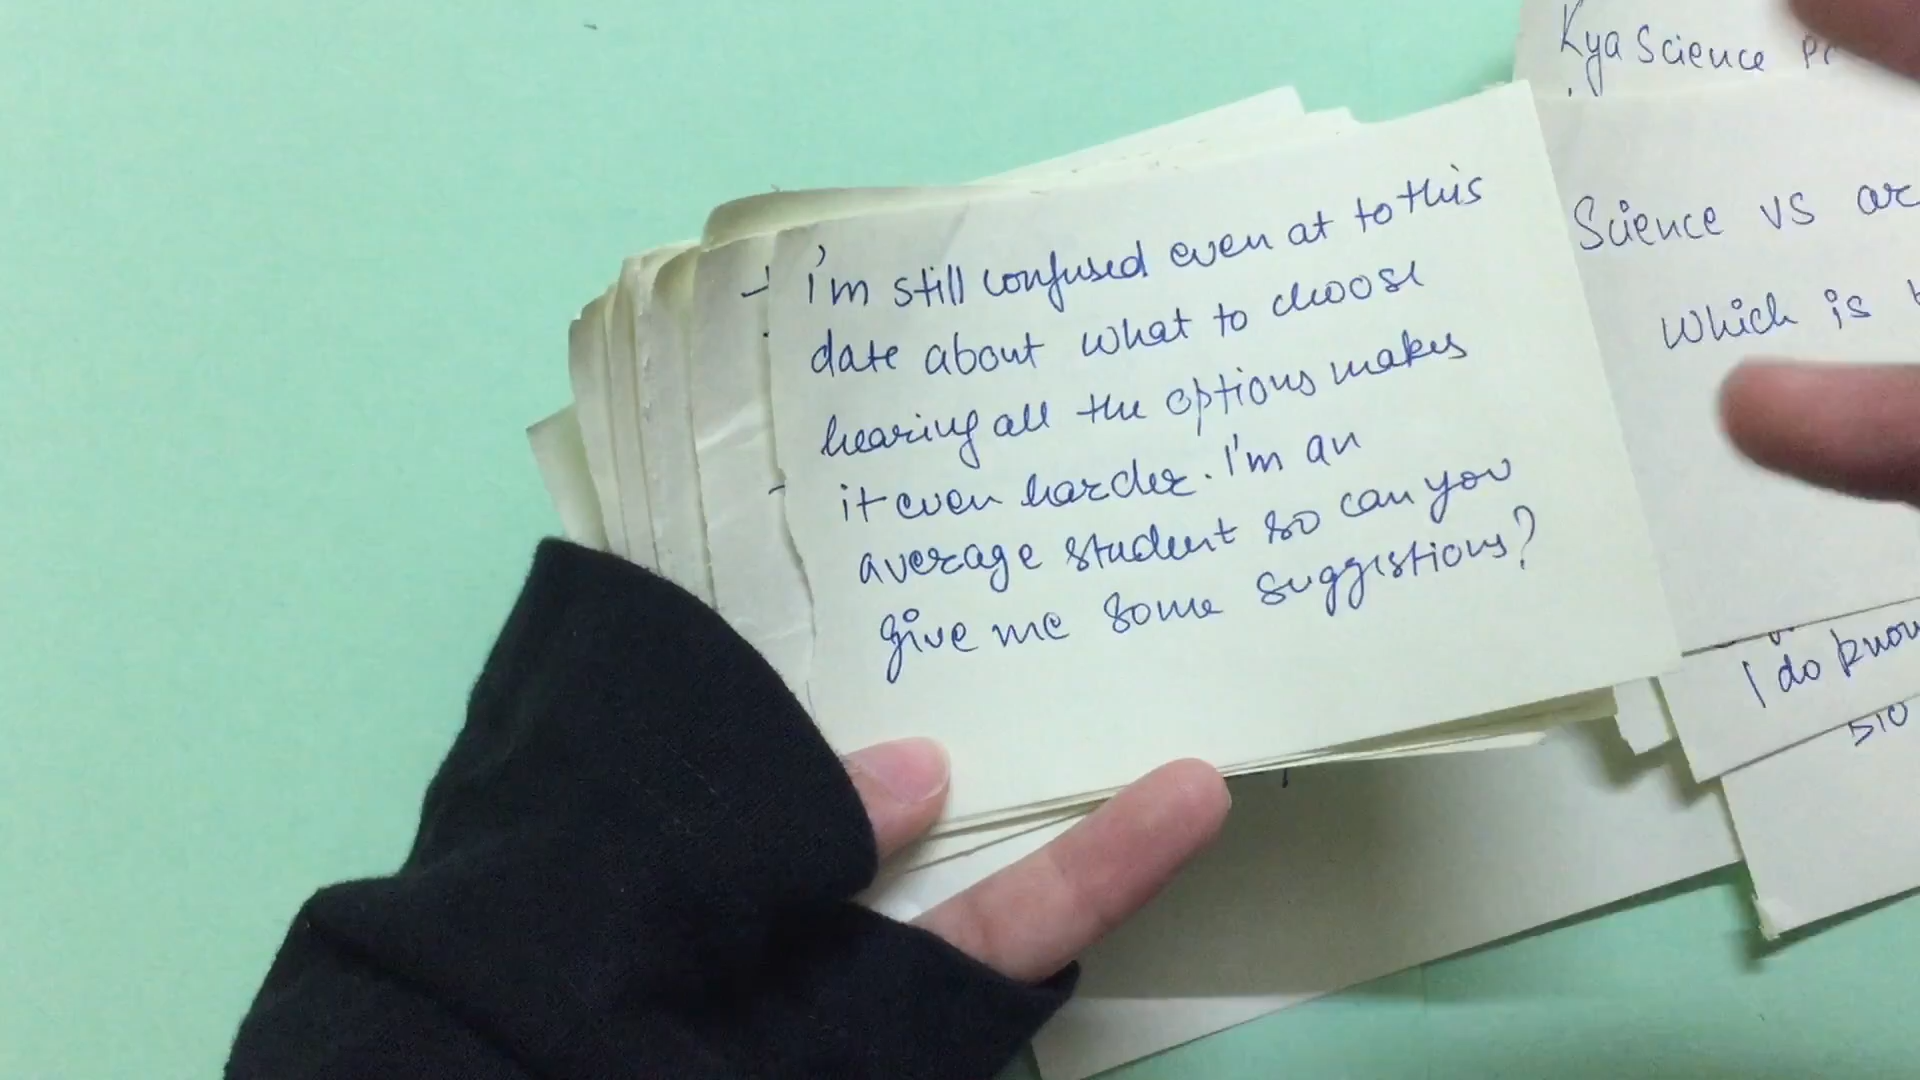 I'm still confused even at to this
date about what to choose
hearing all the options makes
it even harder. I'm an
average student so can you
give me some suggestions?
Kya Science
Science vs
Which is
I do know